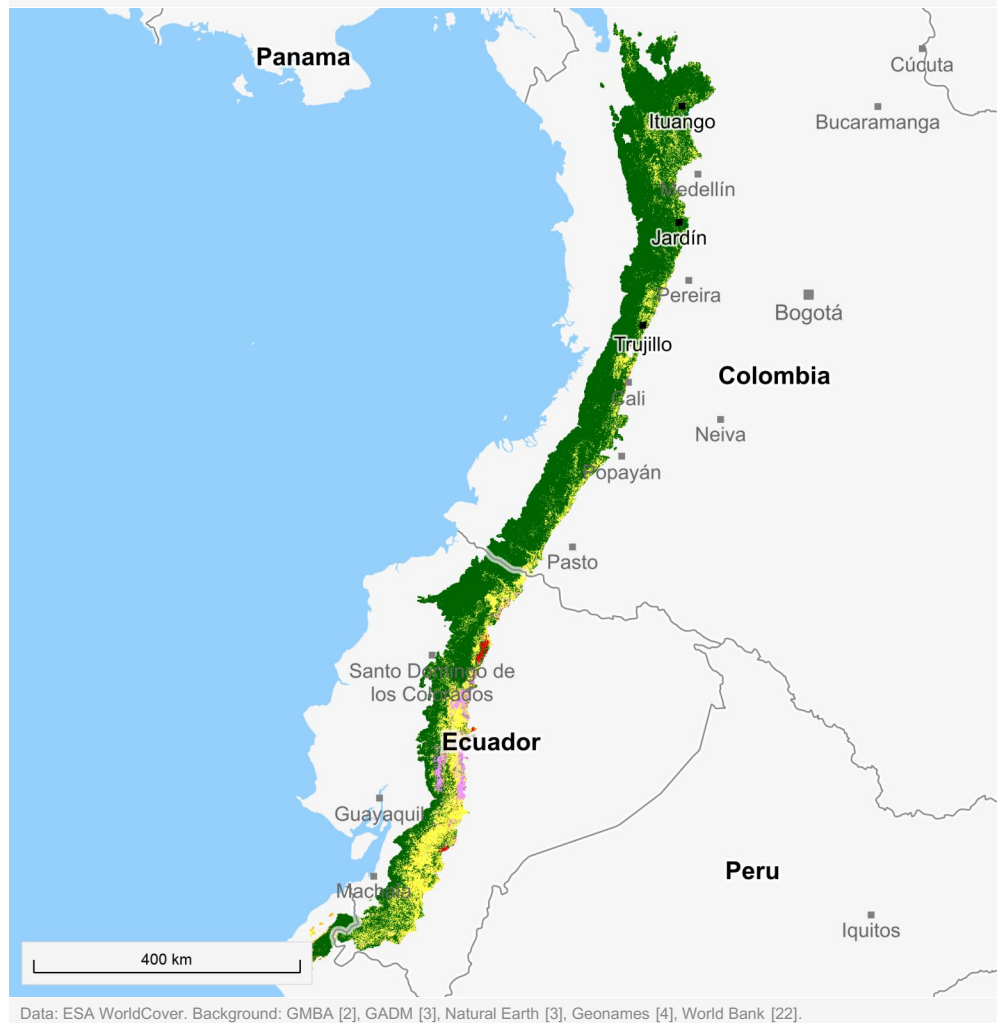 Panama
Cúcuta
Bucaramanga
Ituango
Medellín
Jardín
Pereira
Bogotá
Trujillo
Colombia
Cali
Neiva
Popayán
Pasto
Santo Domingo de
los Colorados
Ecuador
Guayaquil
Peru
Machala
Iquitos
400 km
Data: ESA WorldCover. Background: GMBA [2], GADM [3], Natural Earth [3], Geonames [4], World Bank [22].